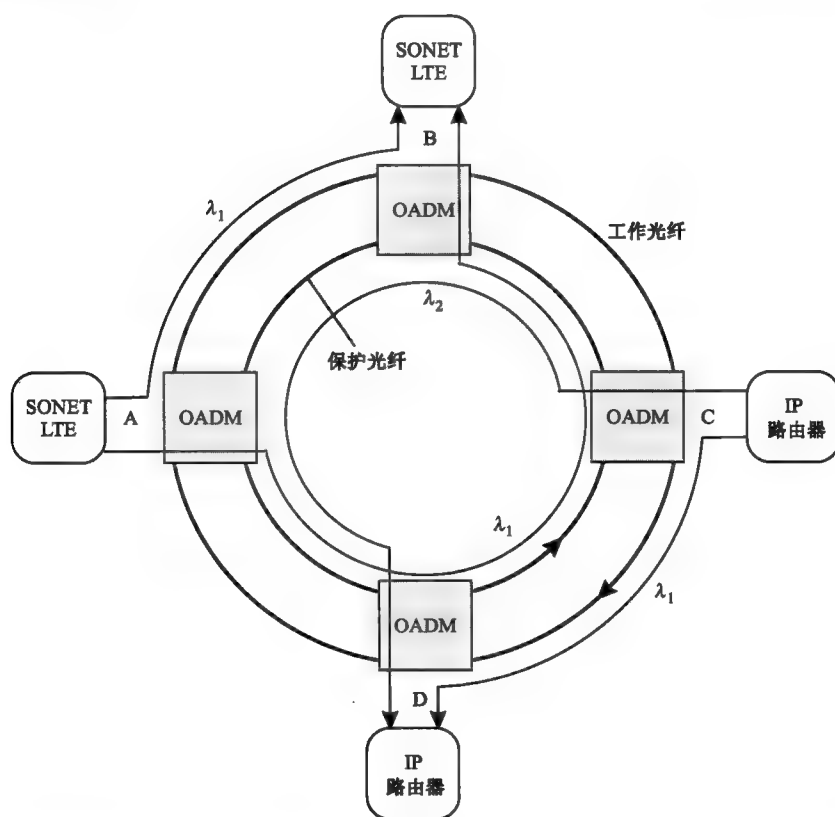 SONET
LTE
B
λ₁
OADM
工作光纤
λ₂
保护光纤
SONET
LTE
A
OADM
OADM
C
IP
路由器
λ₁
λ₁
OADM
D
IP
路由器